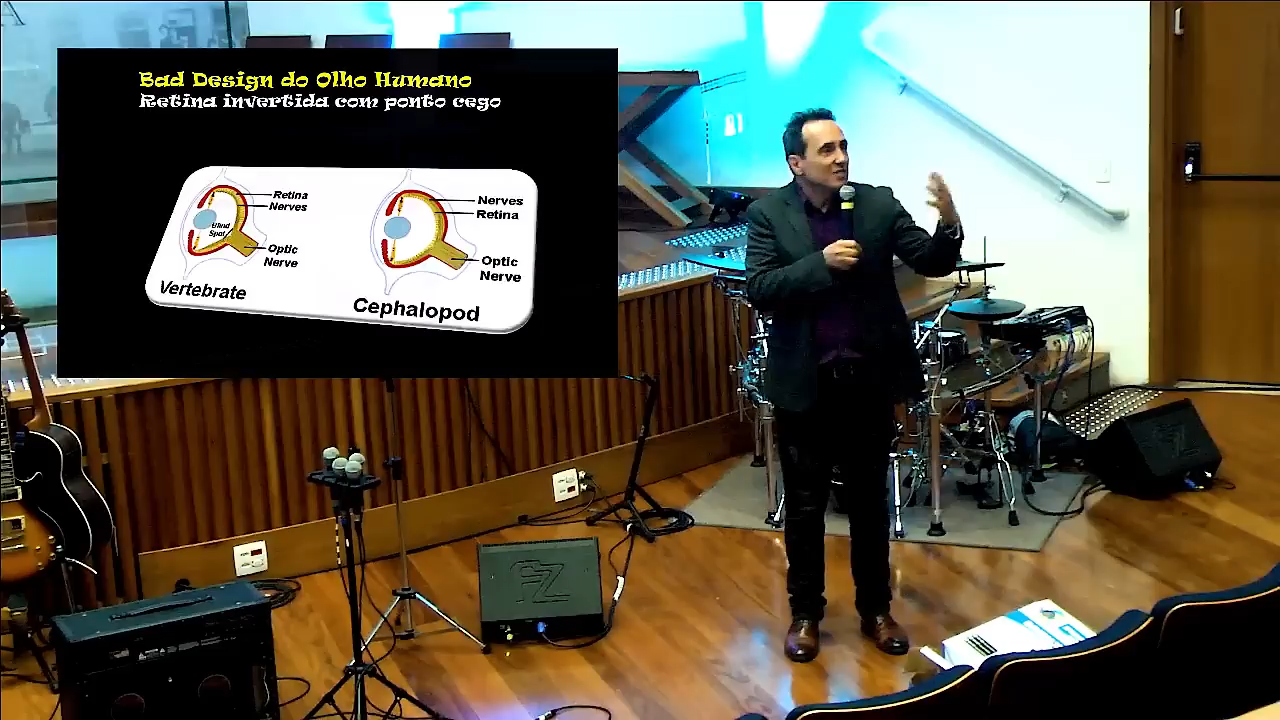 Bad Design do Olho Humano
Retina invertida com ponto cego
Retina
Nerves
Blind
Spot
Optic
Nerve
Vertebrate
Nerves
Retina
Optic
Nerve
Cephalopod
FZ